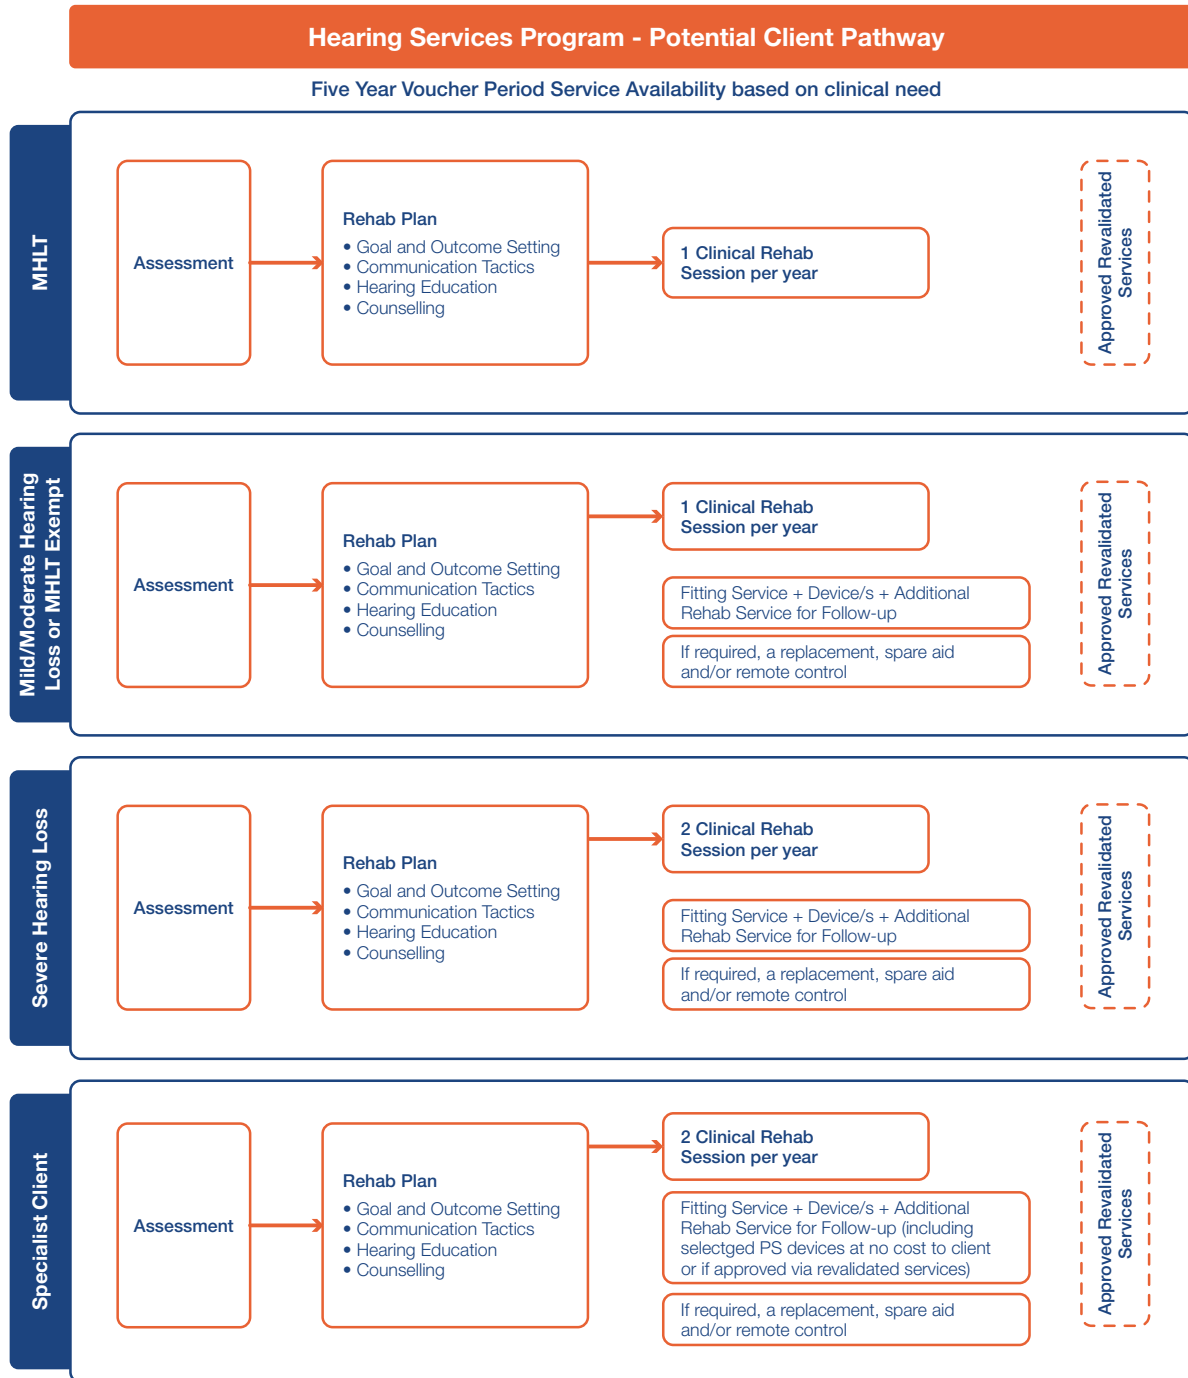 Hearing Services Program - Potential Client Pathway
Five Year Voucher Period Service Availability based on clinical need
MHLT
Assessment
Rehab Plan
• Goal and Outcome Setting
• Communication Tactics
• Hearing Education
• Counselling
1 Clinical Rehab
Session per year
Approved Revalidated
Services
Mild/Moderate Hearing
Loss or MHLT Exempt
Assessment
Rehab Plan
• Goal and Outcome Setting
• Communication Tactics
• Hearing Education
• Counselling
1 Clinical Rehab
Session per year
Fitting Service + Device/s + Additional
Rehab Service for Follow-up
If required, a replacement, spare aid
and/or remote control
Approved Revalidated
Services
Severe Hearing Loss
Assessment
Rehab Plan
• Goal and Outcome Setting
• Communication Tactics
• Hearing Education
• Counselling
2 Clinical Rehab
Session per year
Fitting Service + Device/s + Additional
Rehab Service for Follow-up
If required, a replacement, spare aid
and/or remote control
Approved Revalidated
Services
Specialist Client
Assessment
Rehab Plan
• Goal and Outcome Setting
• Communication Tactics
• Hearing Education
• Counselling
2 Clinical Rehab
Session per year
Fitting Service + Device/s + Additional
Rehab Service for Follow-up (including
selectged PS devices at no cost to client
or if approved via revalidated services)
If required, a replacement, spare aid
and/or remote control
Approved Revalidated
Services